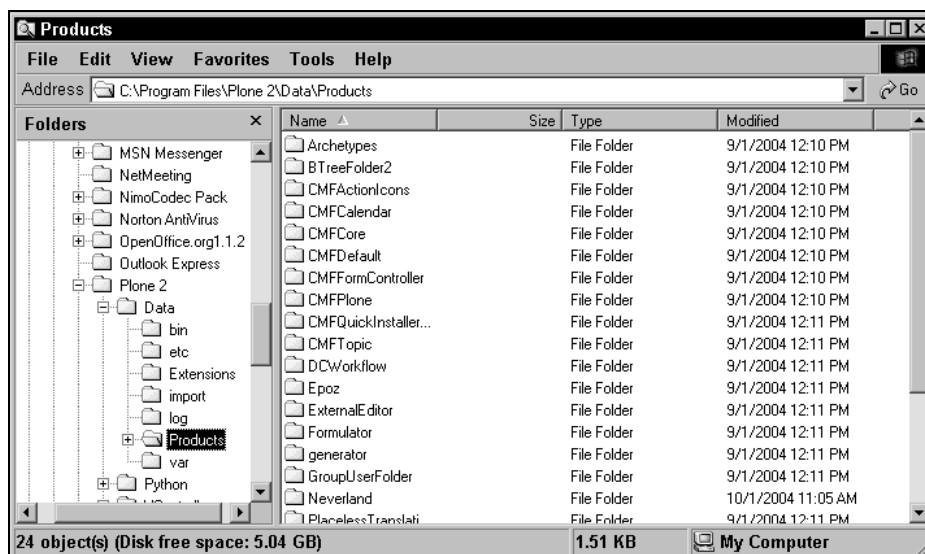 Products
File Edit View Favorites Tools Help
Address C:\Program Files\Plone 2\Data\Products Go
Folders
MSN Messenger
NetMeeting
NimoCodec Pack
Norton AntiVirus
OpenOffice.org1.1.2
Outlook Express
Plone 2
Data
bin
etc
Extensions
import
log
Products
var
Python
Name Size Type Modified
Archetypes File Folder 9/1/2004 12:10 PM
BTreeFolder2 File Folder 9/1/2004 12:10 PM
CMFActionIcons File Folder 9/1/2004 12:10 PM
CMFCalendar File Folder 9/1/2004 12:10 PM
CMFCore File Folder 9/1/2004 12:10 PM
CMFDefault File Folder 9/1/2004 12:10 PM
CMFFormController File Folder 9/1/2004 12:10 PM
CMFPlone File Folder 9/1/2004 12:10 PM
CMFQuickInstaller... File Folder 9/1/2004 12:11 PM
CMFTopic File Folder 9/1/2004 12:11 PM
DCWorkflow File Folder 9/1/2004 12:11 PM
Epoz File Folder 9/1/2004 12:11 PM
ExternalEditor File Folder 9/1/2004 12:11 PM
Formulator File Folder 9/1/2004 12:11 PM
generator File Folder 9/1/2004 12:11 PM
GroupUserFolder File Folder 9/1/2004 12:11 PM
Neverland File Folder 10/1/2004 11:05 AM
PlacelessTranslati File Folder 9/1/2004 12:11 PM
24 object(s) (Disk free space: 5.04 GB) 1.51 KB My Computer